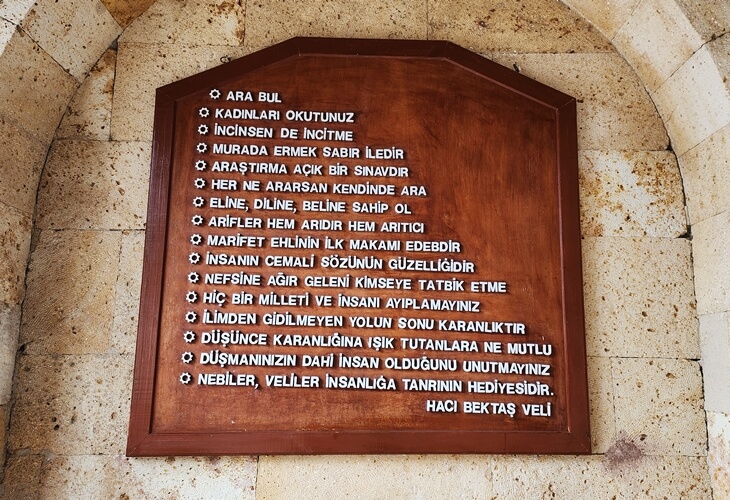 ARA BUL
KADINLARI OKUTUNUZ
İNCİNSEN DE İNCİTME
MURADA ERMEK SABIR İLEDİR
ARAŞTIRMA AÇIK BİR SINAVDIR
HER NE ARARSAN KENDİNDE ARA
ELİNE, DİLİNE, BELİNE SAHİP OL
ARİFLER HEM ARIDIR HEM ARITICI
MARİFET EHLİNİN İLK MAKAMI EDEBDİR
İNSANIN CEMALİ SÖZÜNÜN GÜZELLİĞİDİR
NEFSİNE AĞIR GELENİ KİMSEYE TATBİK ETME
HİÇ BİR MİLLETİ VE İNSANI AYIPLAMAYINIZ
İLİMDEN GİDİLMEYEN YOLUN SONU KARANLIKTIR
DÜŞÜNCE KARANLIĞINA IŞIK TUTANLARA NE MUTLU
DÜŞMANINIZIN DAHİ İNSAN OLDUĞUNU UNUTMAYINIZ
NEBİLER, VELİLER İNSANLIĞA TANRININ HEDİYESİDİR.
HACI BEKTAŞ VELİ